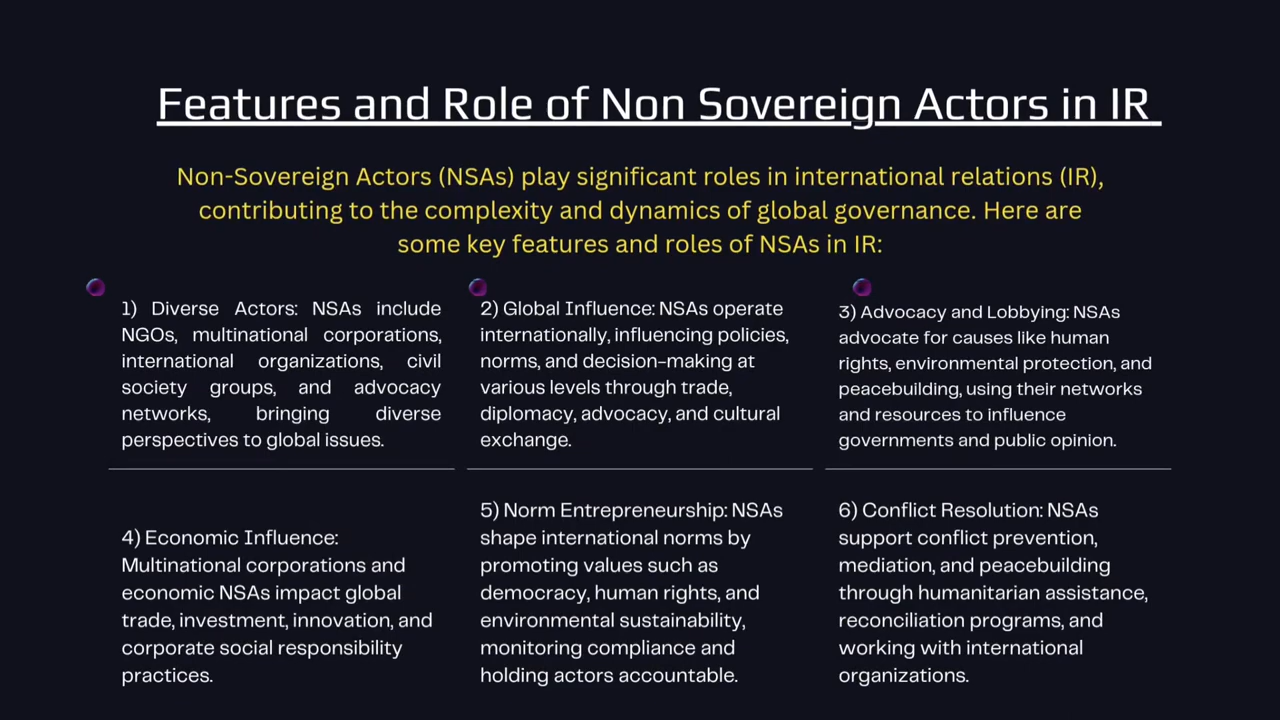 Features and Role of Non Sovereign Actors in IR
Non-Sovereign Actors (NSAs) play significant roles in international relations (IR),
contributing to the complexity and dynamics of global governance. Here are
some key features and roles of NSAs in IR:
1) Diverse Actors: NSAs include
NGOs, multinational corporations,
international organizations, civil
society groups, and advocacy
networks, bringing diverse
perspectives to global issues.
2) Global Influence: NSAs operate
internationally, influencing policies,
norms, and decision-making at
various levels through trade,
diplomacy, advocacy, and cultural
exchange.
3) Advocacy and Lobbying: NSAs
advocate for causes like human
rights, environmental protection, and
peacebuilding, using their networks
and resources to influence
governments and public opinion.
4) Economic Influence:
Multinational corporations and
economic NSAs impact global
trade, investment, innovation, and
corporate social responsibility
practices.
5) Norm Entrepreneurship: NSAs
shape international norms by
promoting values such as
democracy, human rights, and
environmental sustainability,
monitoring compliance and
holding actors accountable.
6) Conflict Resolution: NSAs
support conflict prevention,
mediation, and peacebuilding
through humanitarian assistance,
reconciliation programs, and
working with international
organizations.